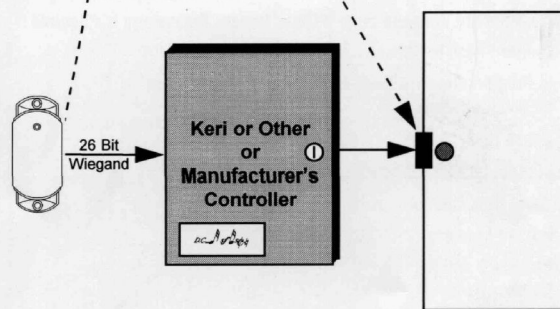 26 Bit
Wiegand
Keri or Other
or
Manufacturer's
Controller